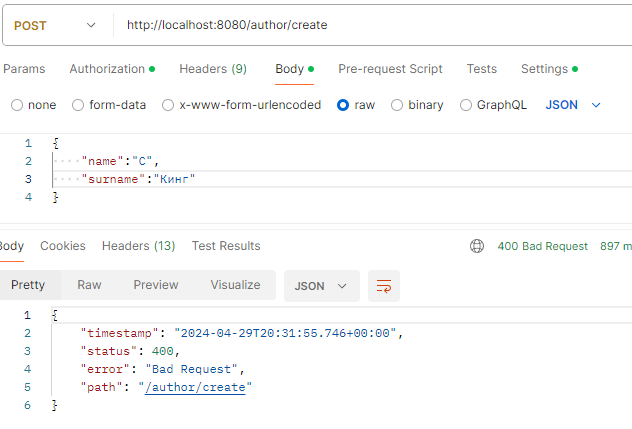 POST http://localhost:8080/author/create
Params Authorization Headers (9) Body Pre-request Script Tests Settings
none form-data x-www-form-urlencoded raw binary GraphQL JSON
1 {
2 "name":"С",
3 "surname":"Кинг"
4 }
Body Cookies Headers (13) Test Results 400 Bad Request 897 m
Pretty Raw Preview Visualize JSON
1 {
2 "timestamp": "2024-04-29T20:31:55.746+00:00",
3 "status": 400,
4 "error": "Bad Request",
5 "path": "/author/create"
6 }